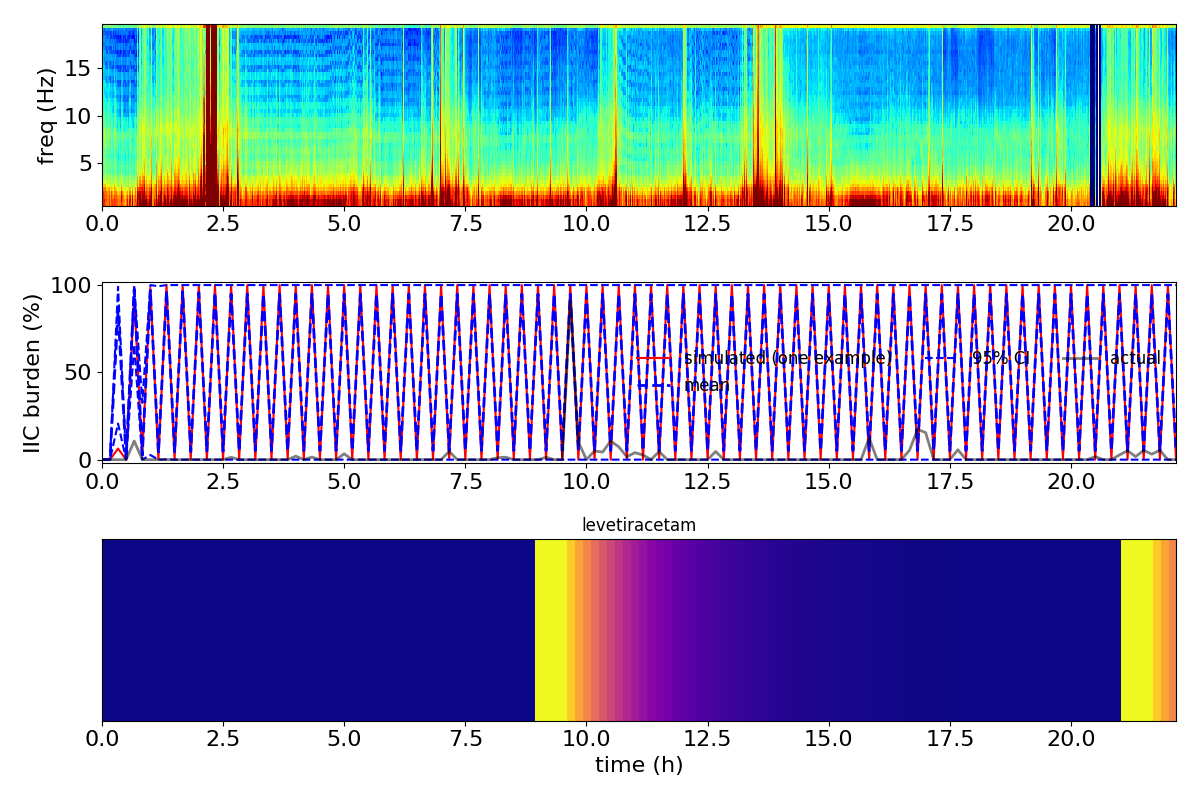 freq (Hz)
15
10
5
0.0 2.5 5.0 7.5 10.0 12.5 15.0 17.5 20.0
IIC burden (%)
100
50
0
simulated (one example) 95% CI actual
mean
0.0 2.5 5.0 7.5 10.0 12.5 15.0 17.5 20.0
levetiracetam
0.0 2.5 5.0 7.5 10.0 12.5 15.0 17.5 20.0
time (h)